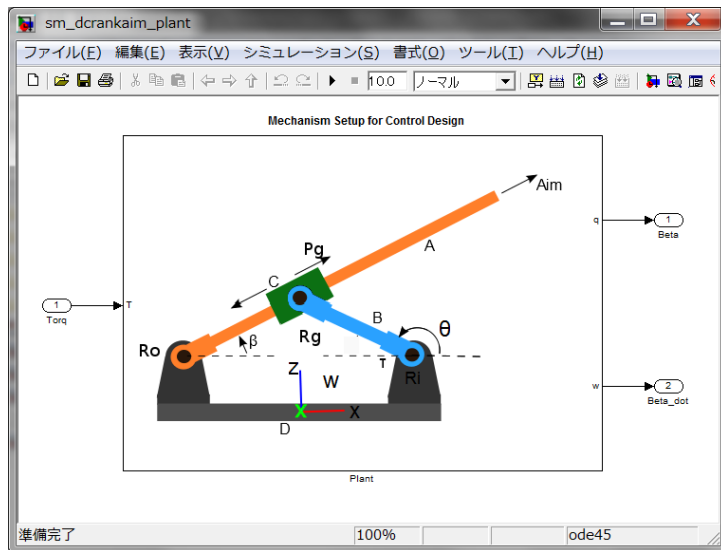 sm_dcrankaim_plant
ファイル(F) 編集(E) 表示(V) シミュレーション(S) 書式(O) ツール(T) ヘルプ(H)
10.0 ノーマル
Mechanism Setup for Control Design
Aim
A
Pg
C
B
θ
Rg
β
Ro
T
Ri
Z
W
X X
D
1
Torq
T
q
1
Beta
w
2
Beta_dot
Plant
準備完了 100% ode45